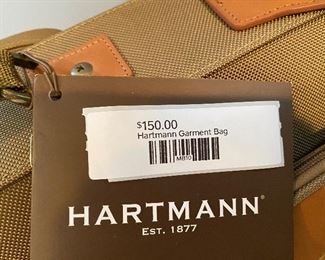 $150.00
Hartmann Garment Bag
MB10
HARTMANN®
EST. 1877